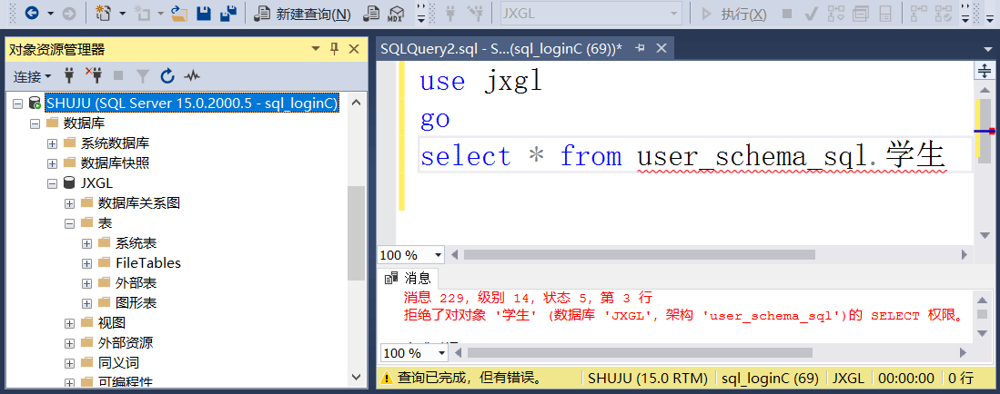 新建查询(N)
MDX
JXGL
执行(X)
对象资源管理器
连接
SHUJU (SQL Server 15.0.2000.5 - sql_loginC)
数据库
系统数据库
数据库快照
JXGL
数据库关系图
表
系统表
FileTables
外部表
图形表
视图
外部资源
同义词
可编程性
SQLQuery2.sql - S...(sql_loginC (69))*
use jxgl
go
select * from user_schema_sql.学生
100 %
消息
消息 229，级别 14，状态 5，第 3 行
拒绝了对对象 '学生' (数据库 'JXGL'，架构 'user_schema_sql')的 SELECT 权限。
100 %
查询已完成，但有错误。
SHUJU (15.0 RTM)
sql_loginC (69)
JXGL
00:00:00
0 行